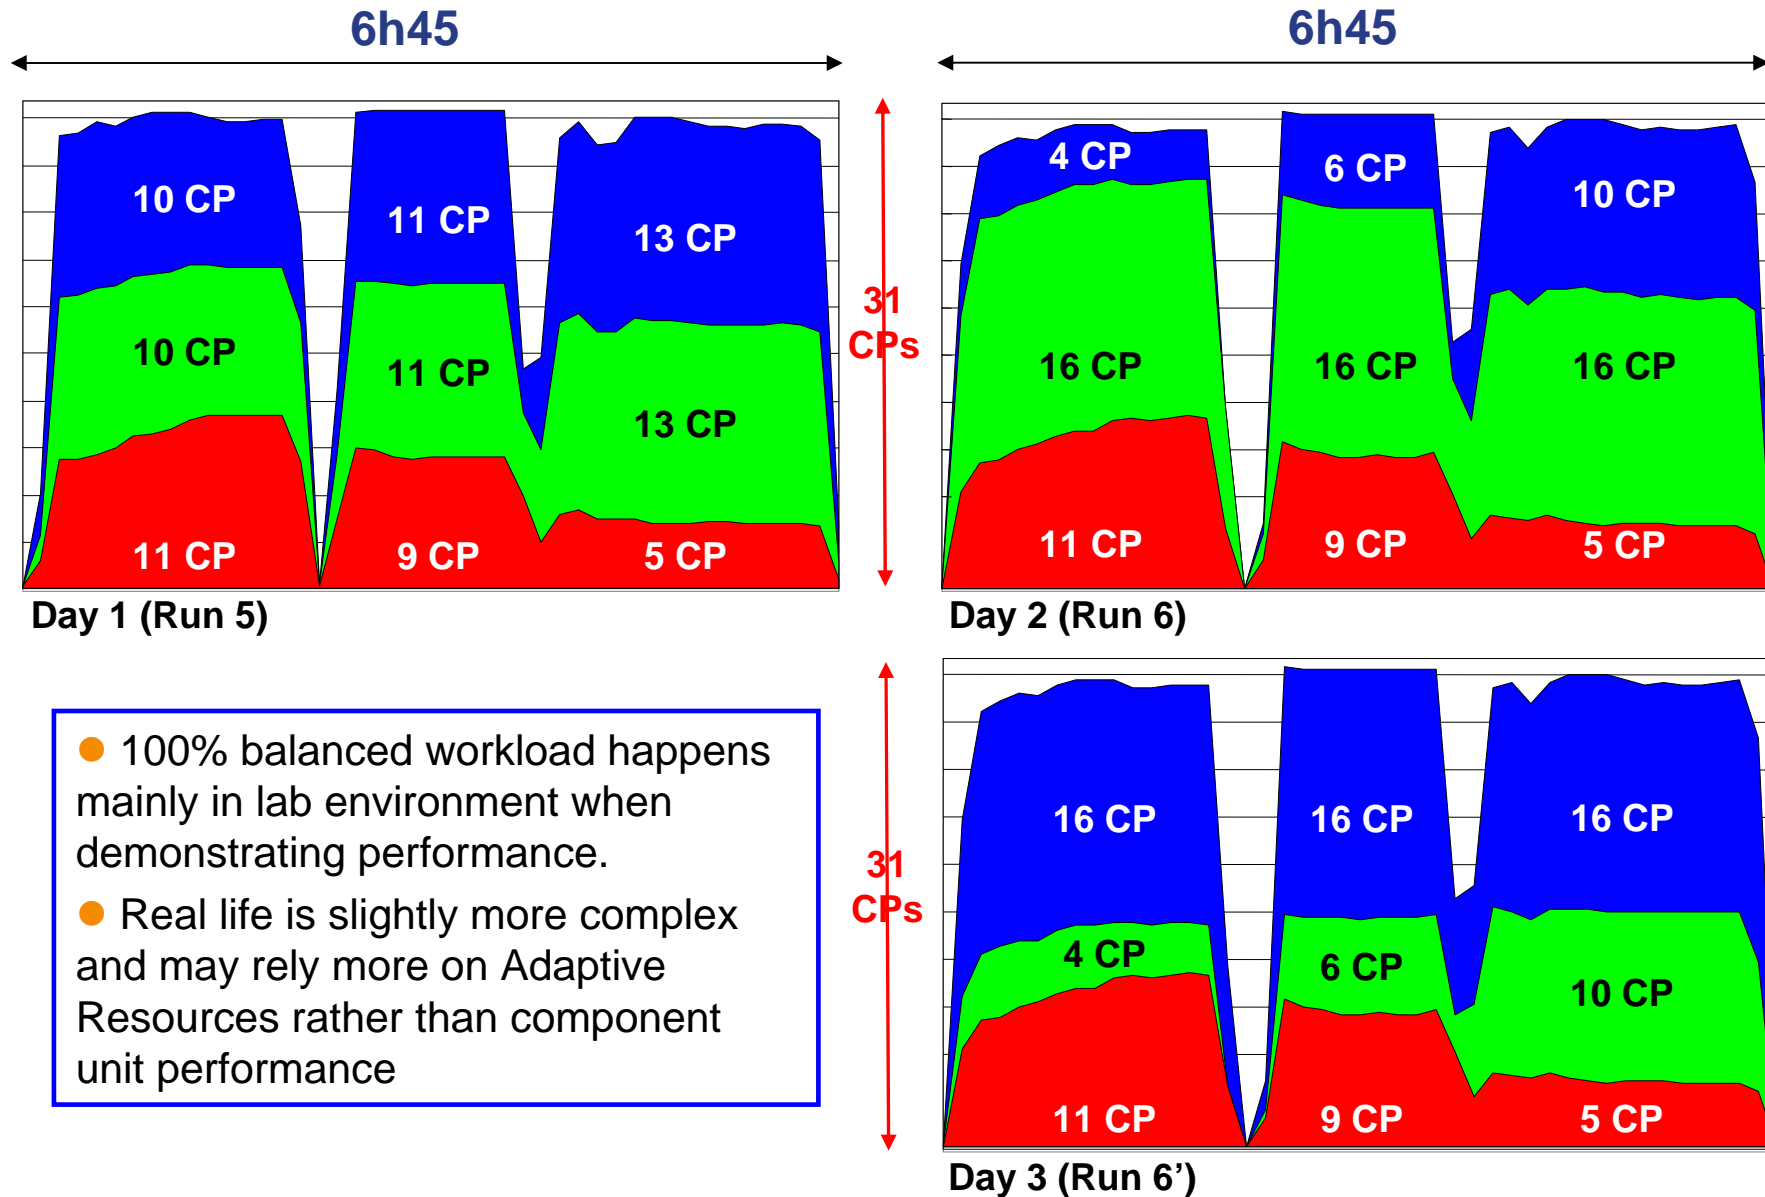 6h45
6h45
10 CP
11 CP
13 CP
10 CP
11 CP
13 CP
11 CP
9 CP
5 CP
Day 1 (Run 5)
31
CPs
4 CP
6 CP
10 CP
16 CP
16 CP
16 CP
11 CP
9 CP
5 CP
Day 2 (Run 6)
● 100% balanced workload happens
mainly in lab environment when
demonstrating performance.
● Real life is slightly more complex
and may rely more on Adaptive
Resources rather than component
unit performance
31
CPs
16 CP
16 CP
16 CP
4 CP
6 CP
10 CP
11 CP
9 CP
5 CP
Day 3 (Run 6’)